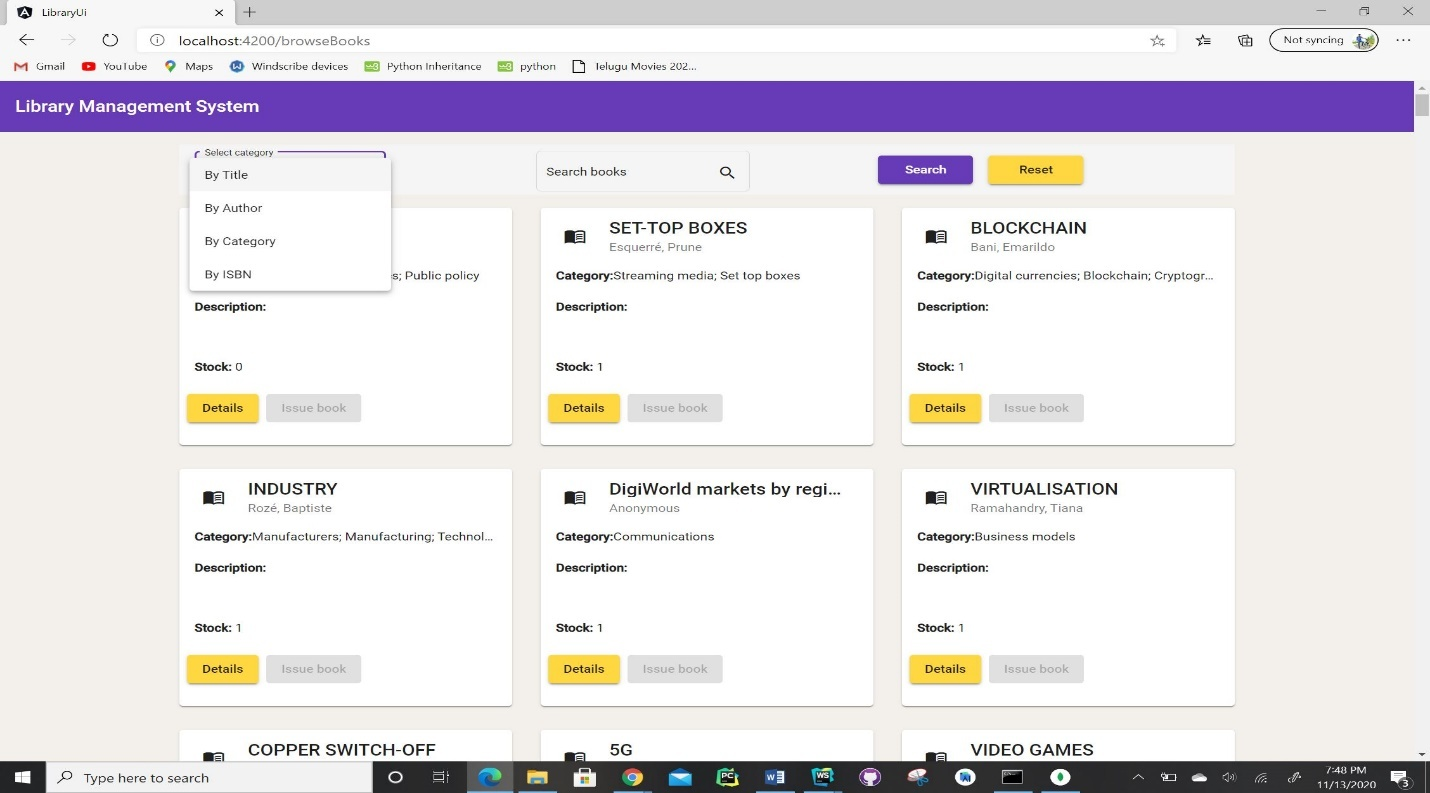 LibraryUi
localhost:4200/browseBooks
Not syncing
Gmail YouTube Maps Windscribe devices Python Inheritance python Telugu Movies 202...
Library Management System
Select category
By Title
By Author
By Category
By ISBN
Search books
Search Reset
s; Public policy
Description:
Stock: 0
Details Issue book
SET-TOP BOXES
Esquerré, Prune
Category:Streaming media; Set top boxes
Description:
Stock: 1
Details Issue book
BLOCKCHAIN
Bani, Emarildo
Category:Digital currencies; Blockchain; Cryptogr...
Description:
Stock: 1
Details Issue book
INDUSTRY
Rozé, Baptiste
Category:Manufacturers; Manufacturing; Technol...
Description:
Stock: 1
Details Issue book
DigiWorld markets by regi...
Anonymous
Category:Communications
Description:
Stock: 1
Details Issue book
VIRTUALISATION
Ramahandry, Tiana
Category:Business models
Description:
Stock: 1
Details Issue book
COPPER SWITCH-OFF
5G
VIDEO GAMES
Type here to search
PC
WS
7:48 PM
11/13/2020
3